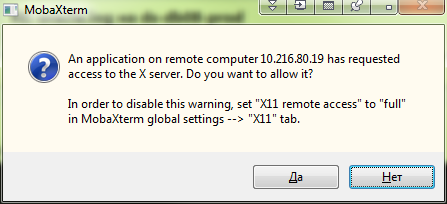 MobaXterm
An application on remote computer 10.216.80.19 has requested
access to the X server. Do you want to allow it?
In order to disable this warning, set "X11 remote access" to "full"
in MobaXterm global settings --> "X11" tab.
Да
Нет